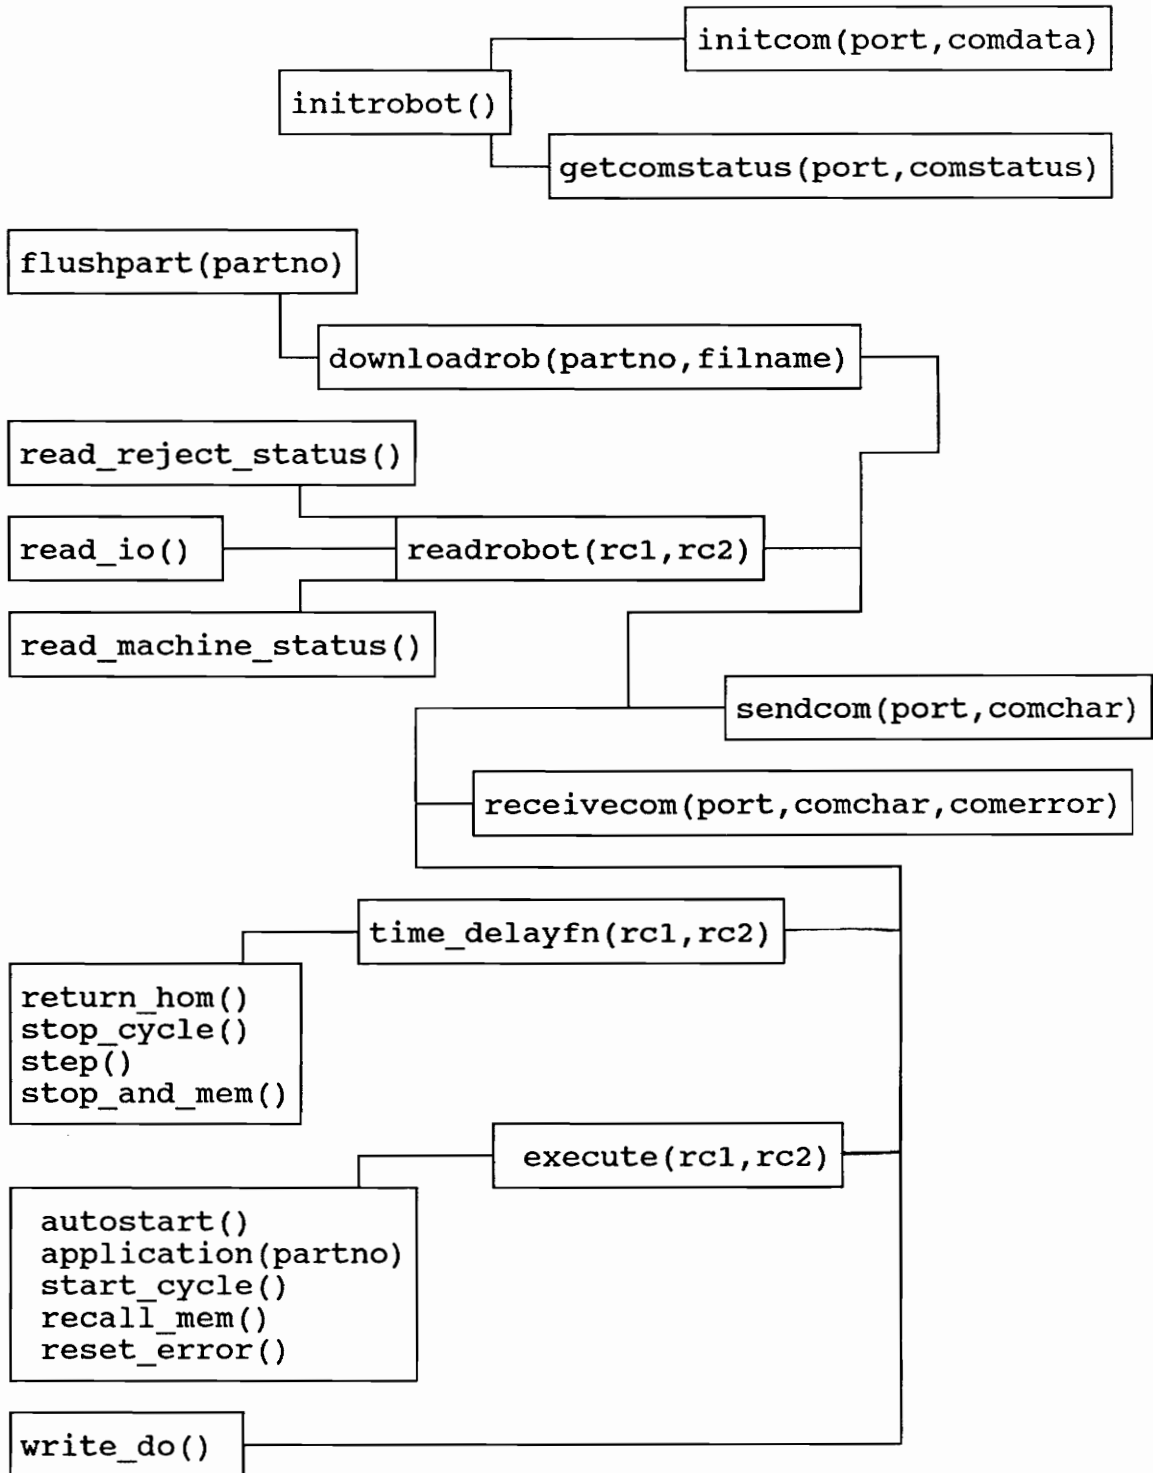 initcom(port,comdata)
initrobot()
getcomstatus(port,comstatus)
flushpart(partno)
downloadrob(partno,filname)
read_reject_status()
read_io()
readrobot(rc1,rc2)
read_machine_status()
sendcom(port,comchar)
receivecom(port,comchar,comerror)
time_delayfn(rc1,rc2)
return_hom()
stop_cycle()
step()
stop_and_mem()
execute(rc1,rc2)
autostart()
application(partno)
start_cycle()
recall_mem()
reset_error()
write_do()